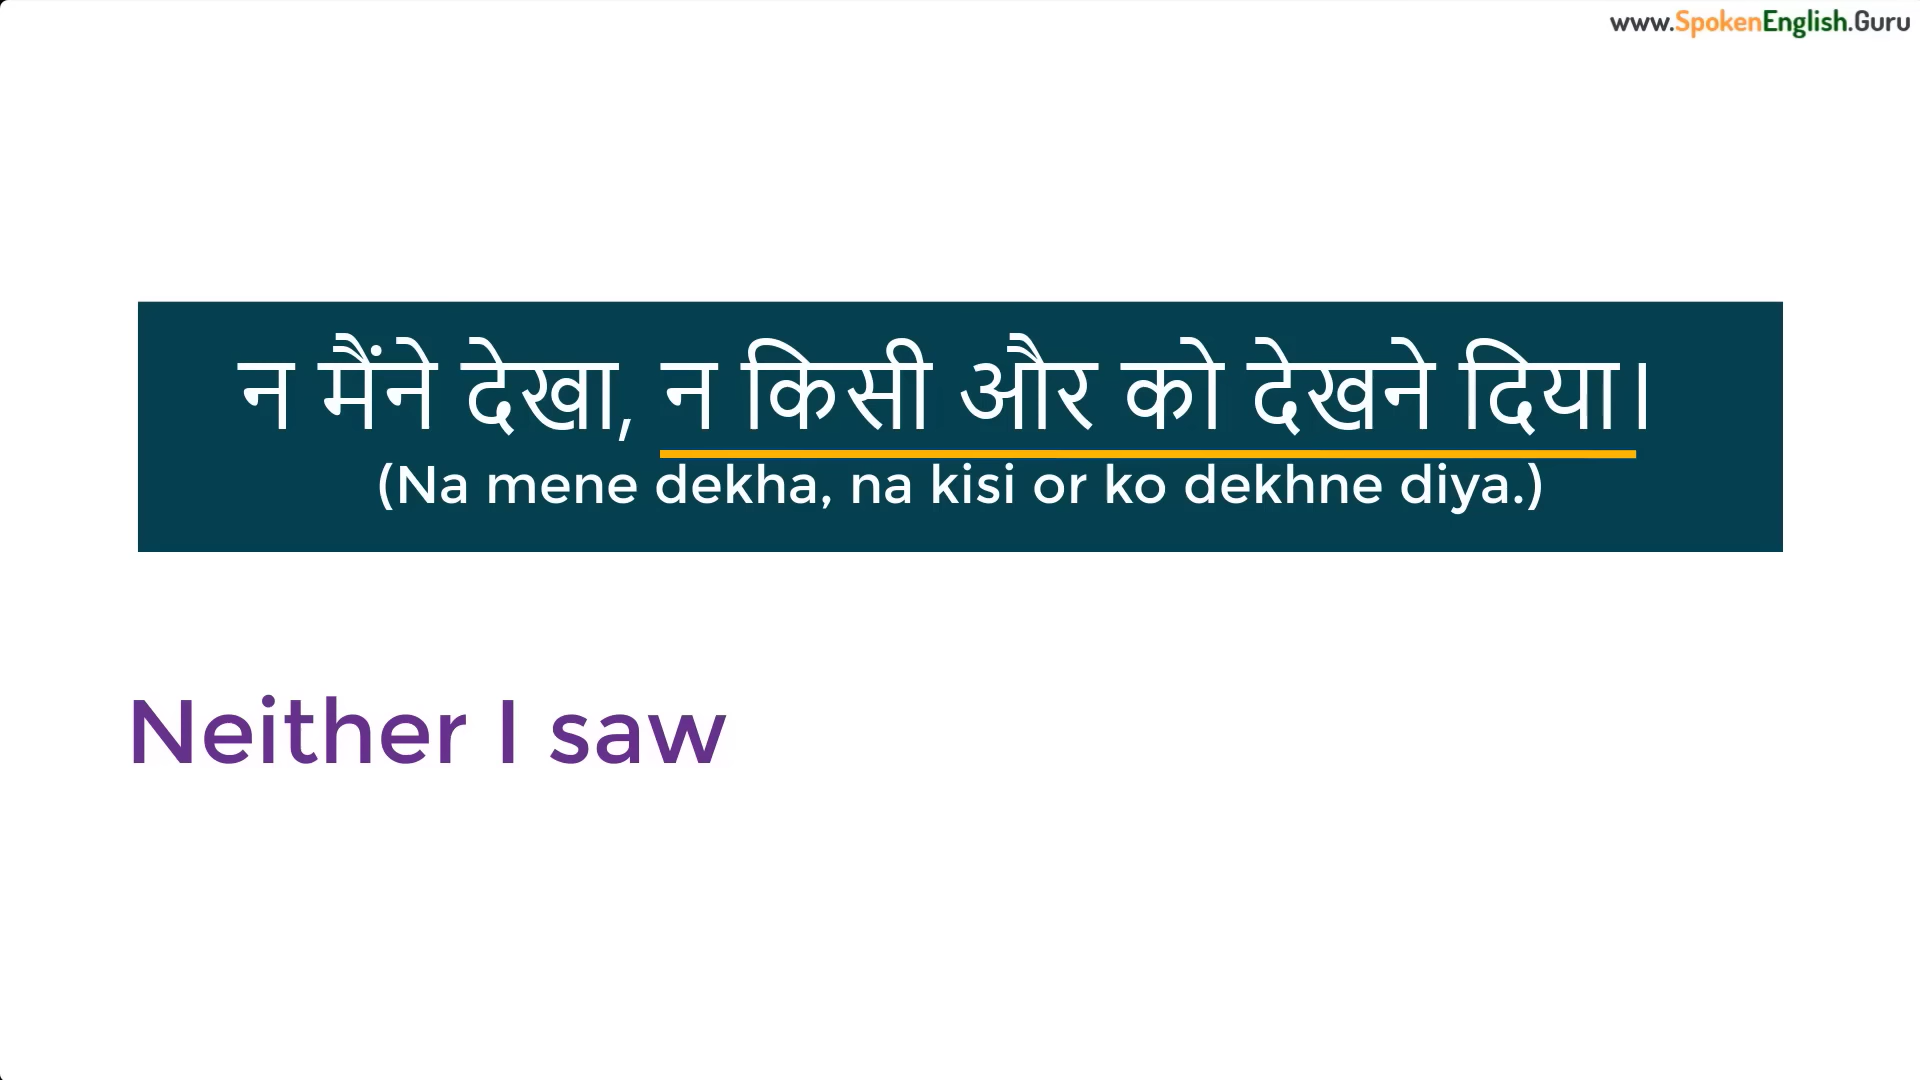 www.SpokenEnglish.Guru
न मैंने देखा, न किसी और को देखने दिया।
(Na mene dekha, na kisi or ko dekhne diya.)
Neither I saw